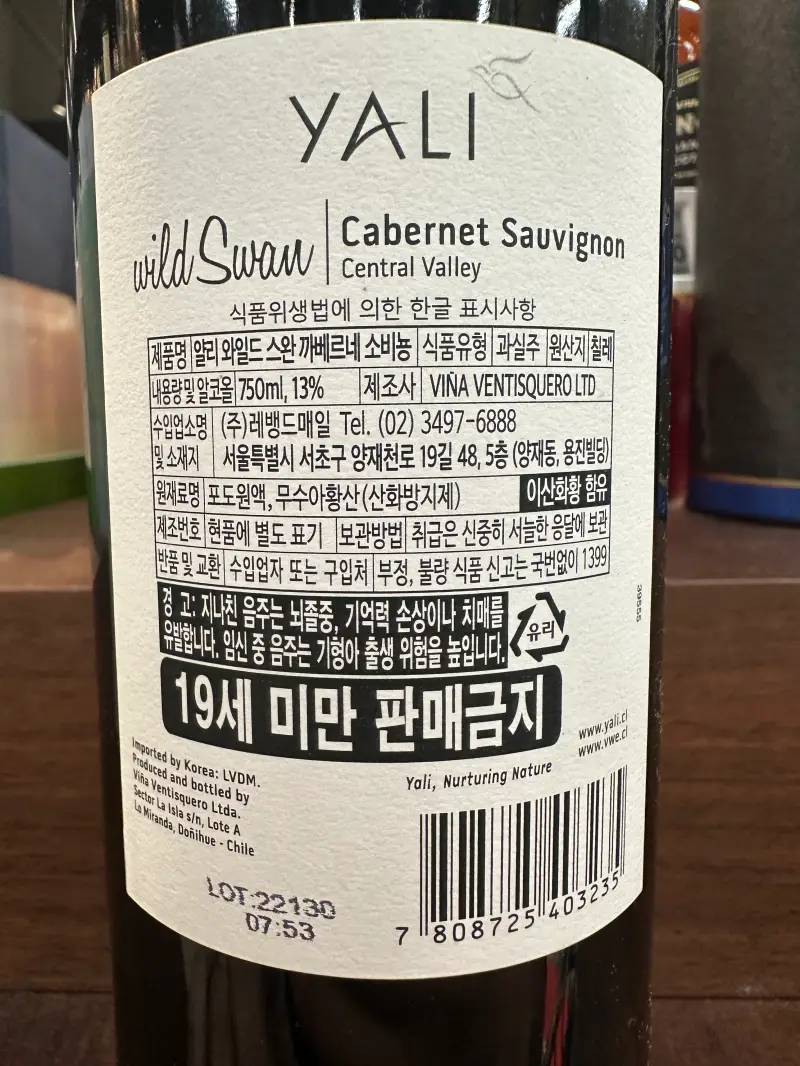 YALI
wild Swan
Cabernet Sauvignon
Central Valley
식품위생법에 의한 한글 표시사항
제품명 얄리 와일드 스완 까베르네 소비뇽 식품유형 과실주 원산지 칠레
내용량 및 알코올 750ml, 13% 제조사 VIÑA VENTISQUERO LTD
수입업소명 (주)레뱅드매일 Tel. (02) 3497-6888
및 소재지 서울특별시 서초구 양재천로 19길 48, 5층 (양재동, 용진빌딩)
원재료명 포도원액, 무수아황산 (산화방지제) 이산화황 함유
제조번호 현품에 별도 표기 보관방법 취급은 신중히 서늘한 응달에 보관
반품 및 교환 수입업자 또는 구입처 부정, 불량 식품 신고는 국번없이 1399
경 고: 지나친 음주는 뇌졸중, 기억력 손상이나 치매를
유발합니다. 임신 중 음주는 기형아 출생 위험을 높입니다.
유리
39555
19세 미만 판매금지
www.yali.cl
www.vwe.cl
Imported by Korea: LVDM.
Produced and bottled by
Viña Ventisquero Ltda.
Sector La Isla s/n, Lote A
La Miranda, Doñihue - Chile
Yali, Nurturing Nature
LOT:22130
07:53
7 808725 403235